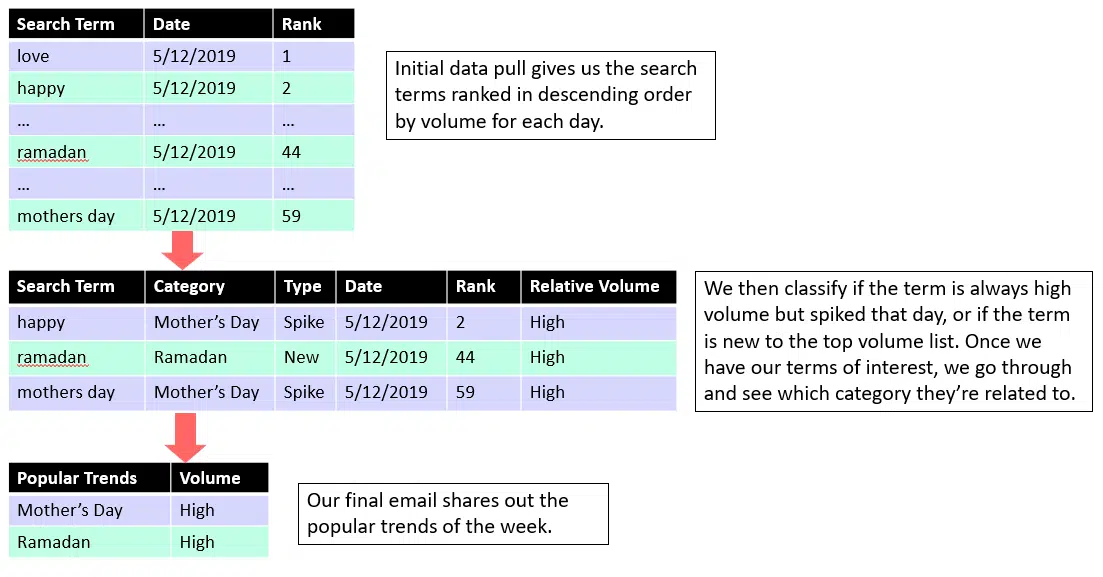 Search Term Date Rank
love 5/12/2019 1
happy 5/12/2019 2
... ... ...
ramadan 5/12/2019 44
... ... ...
mothers day 5/12/2019 59
Initial data pull gives us the search
terms ranked in descending order
by volume for each day.
Search Term Category Type Date Rank Relative Volume
happy Mother's Day Spike 5/12/2019 2 High
ramadan Ramadan New 5/12/2019 44 High
mothers day Mother's Day Spike 5/12/2019 59 High
We then classify if the term is always high
volume but spiked that day, or if the term
is new to the top volume list. Once we
have our terms of interest, we go through
and see which category they're related to.
Popular Trends Volume
Mother's Day High
Ramadan High
Our final email shares out the
popular trends of the week.